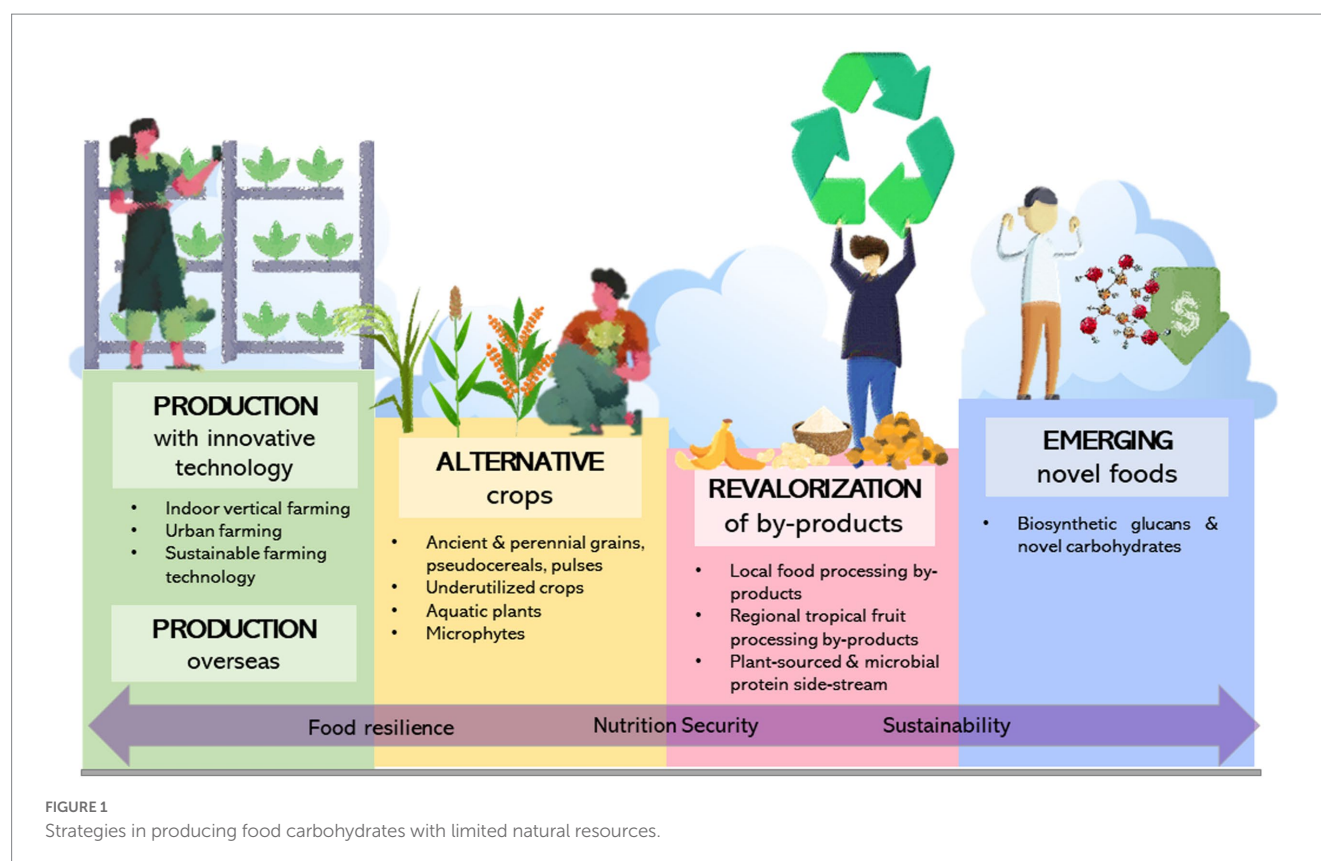 PRODUCTION
with innovative
technology
• Indoor vertical farming
• Urban farming
• Sustainable farming
technology
PRODUCTION
overseas
ALTERNATIVE
crops
• Ancient & perennial grains,
pseudocereals, pulses
• Underutilized crops
• Aquatic plants
• Microphytes
REVALORIZATION
of by-products
• Local food processing by-
products
• Regional tropical fruit
processing by-products
• Plant-sourced & microbial
protein side-stream
$
EMERGING
novel foods
• Biosynthetic glucans &
novel carbohydrates
Food resilience
Nutrition Security
Sustainability
FIGURE 1
Strategies in producing food carbohydrates with limited natural resources.